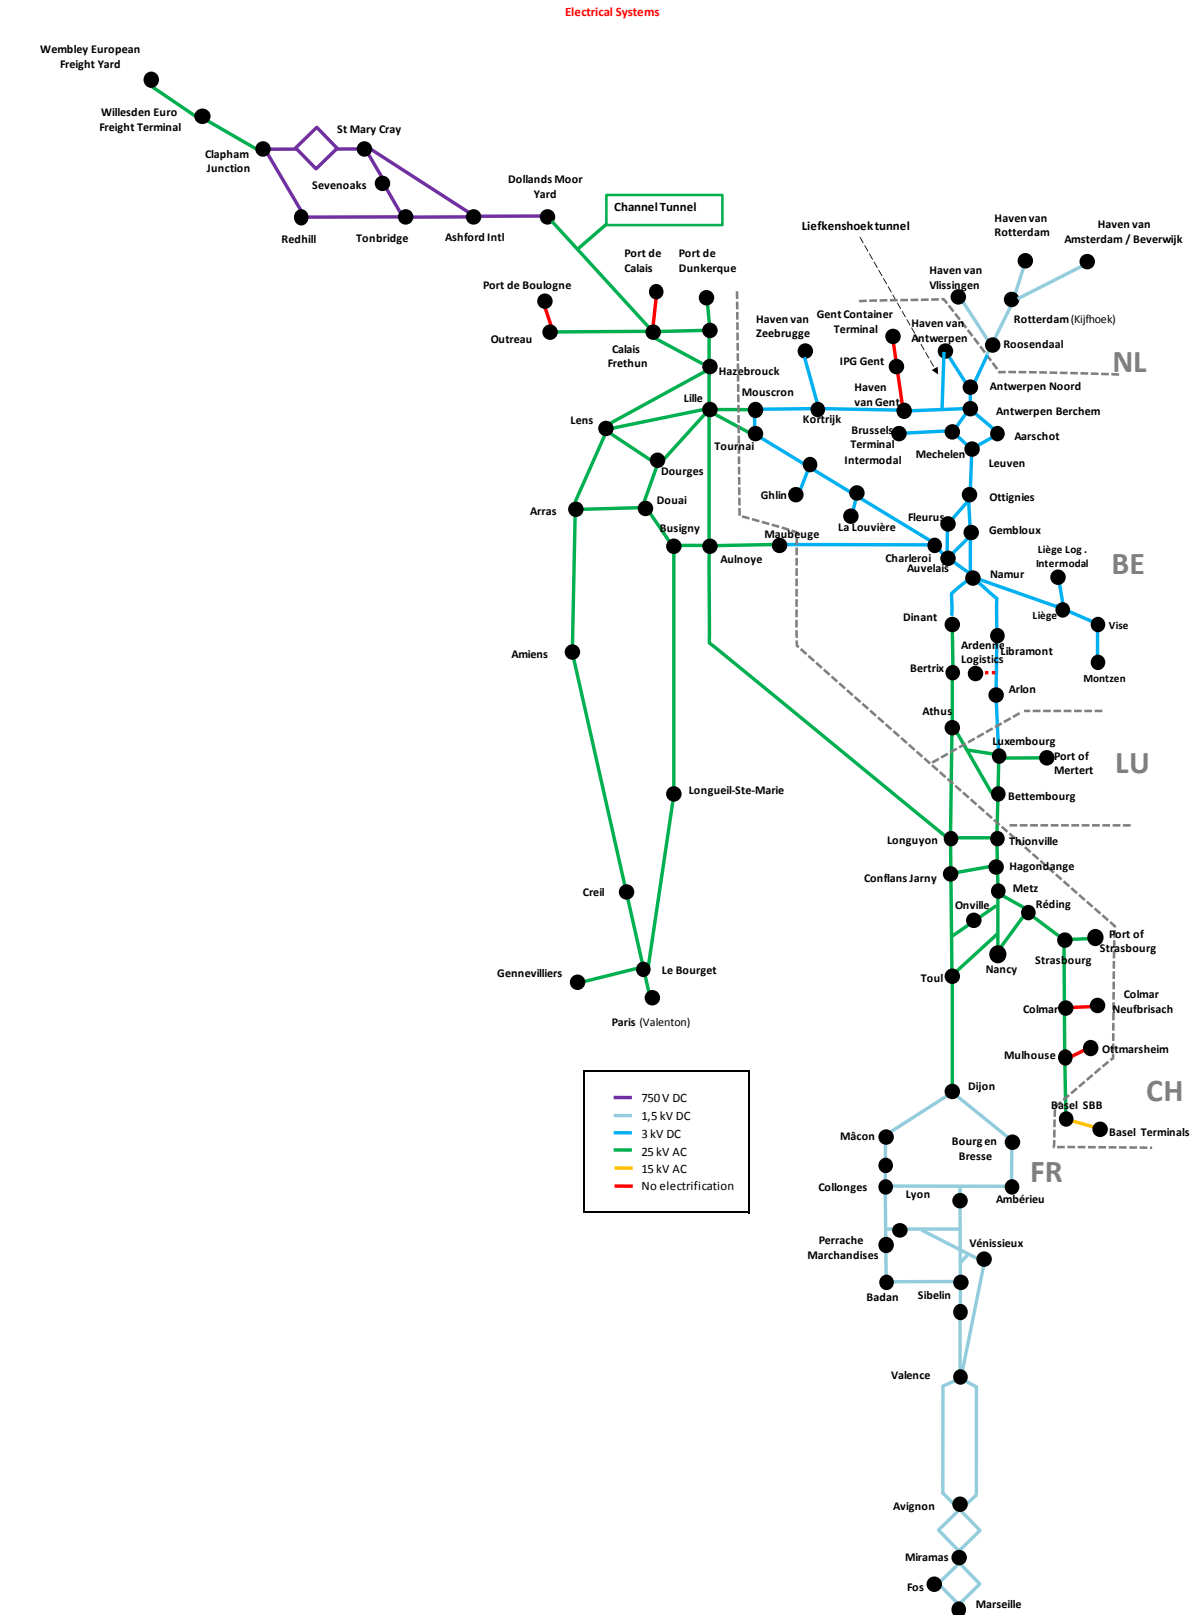 Electrical Systems
Wembley European
Freight Yard
Willesden Euro
Freight Terminal
Clapham
Junction
St Mary Cray
Sevenoaks
Redhill
Tonbridge
Ashford Intl
Dollands Moor
Yard
Channel Tunnel
Port de
Calais
Port de
Dunkerque
Port de Boulogne
Outreau
Calais
Frethun
Hazebrouck
Liefkenshoek tunnel
Haven van
Rotterdam
Haven van
Amsterdam / Beverwijk
Haven van
Vlissingen
Rotterdam (Kijfhoek)
Roosendaal
NL
Haven van
Zeebrugge
Gent Container
Terminal
Haven van
Antwerpen
IPG Gent
Haven
van Gent
Antwerpen Noord
Antwerpen Berchem
Lille
Mouscron
Kortrijk
Lens
Tournai
Brussels
Terminal
Intermodal
Mechelen
Aarschot
Leuven
Dourges
Ghlin
La Louvière
Ottignies
Arras
Douai
Busigny
Fleurus
Gembloux
Aulnoye
Maubeuge
Charleroi
Auvelais
Namur
Liège Log .
Intermodal
BE
Liège
Vise
Montzen
Dinant
Ardenne
Logistics
Libramont
Amiens
Bertrix
Arlon
Athus
Luxembourg
Port of
Mertert
LU
Longueil-Ste-Marie
Bettembourg
Longuyon
Thionville
Hagondange
Conflans Jarny
Metz
Creil
Onville
Réding
Port of
Strasbourg
Strasbourg
Gennevilliers
Le Bourget
Toul
Nancy
Paris (Valenton)
Colmar
Colmar
Neufbrisach
Mulhouse
Ottmarsheim
CH
Basel SBB
Basel Terminals
750 V DC
1,5 kV DC
3 kV DC
25 kV AC
15 kV AC
No electrification
Dijon
Mâcon
Bourg en
Bresse
FR
Collonges
Lyon
Ambérieu
Perrache
Marchandises
Vénissieux
Badan
Sibelin
Valence
Avignon
Miramas
Fos
Marseille